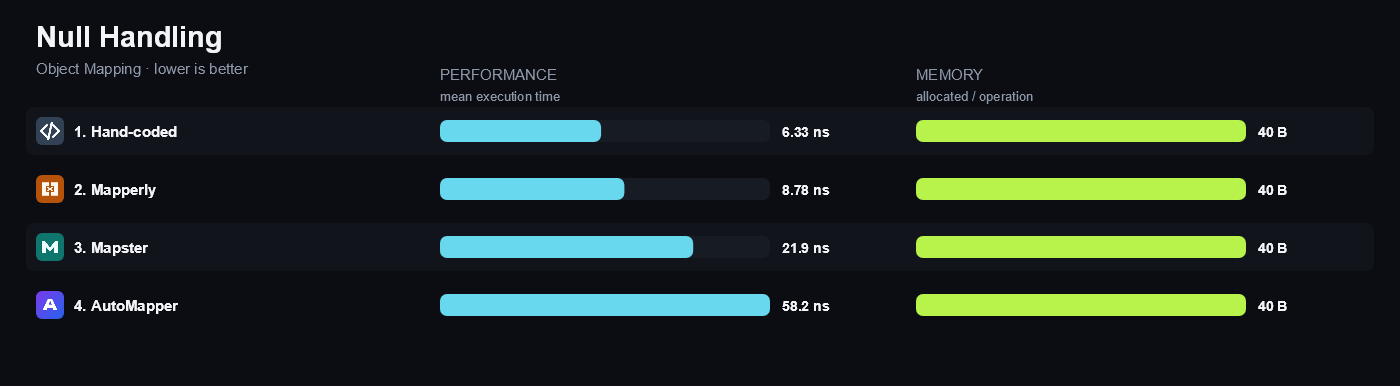 Null Handling
Object Mapping · lower is better
PERFORMANCE
mean execution time
MEMORY
allocated / operation
1. Hand-coded 6.33 ns 40 B
2. Mapperly 8.78 ns 40 B
3. Mapster 21.9 ns 40 B
4. AutoMapper 58.2 ns 40 B